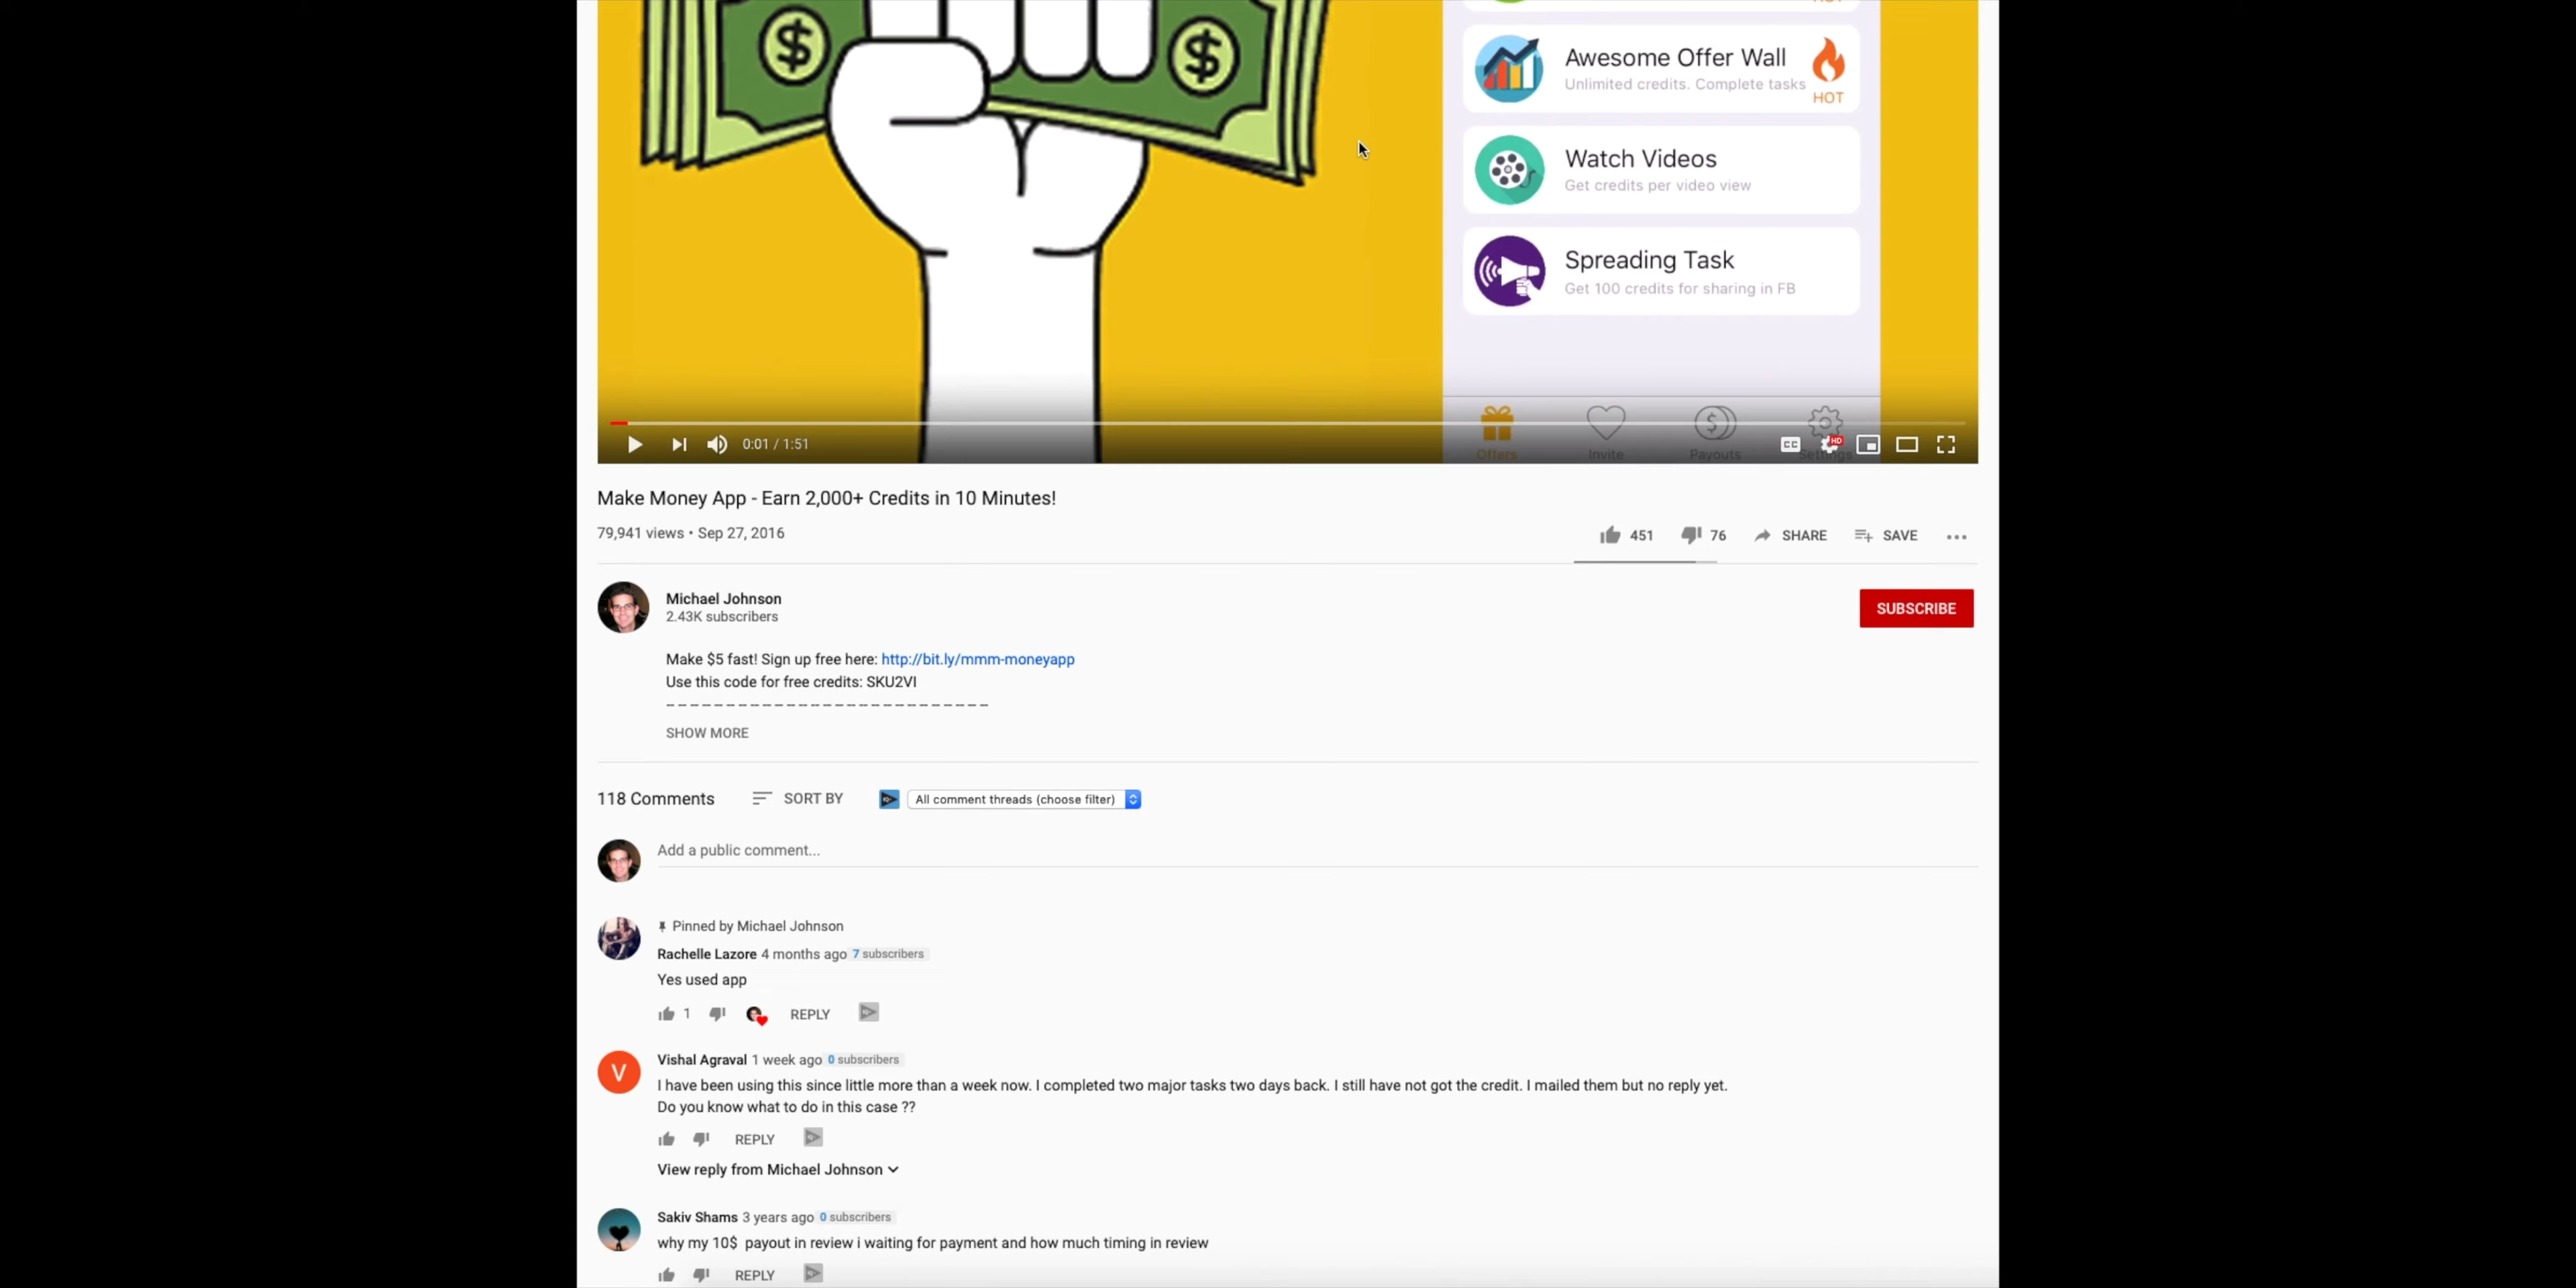 Awesome Offer Wall
Unlimited credits. Complete tasks
HOT
Watch Videos
Get credits per video view
Spreading Task
Get 100 credits for sharing in FB
Offers
Invite
Payouts
Settings
0:01 / 1:51
CC
HD
Make Money App - Earn 2,000+ Credits in 10 Minutes!
79,941 views • Sep 27, 2016
451
76
SHARE
SAVE
Michael Johnson
2.43K subscribers
SUBSCRIBE
Make $5 fast! Sign up free here: http://bit.ly/mmm-moneyapp
Use this code for free credits: SKU2VI
– – – – – – – – – – – – – – – – – – – – – – – – – – –
SHOW MORE
118 Comments
SORT BY
All comment threads (choose filter)
Add a public comment...
Pinned by Michael Johnson
Rachelle Lazore 4 months ago 7 subscribers
Yes used app
1
REPLY
Vishal Agraval 1 week ago 0 subscribers
I have been using this since little more than a week now. I completed two major tasks two days back. I still have not got the credit. I mailed them but no reply yet.
Do you know what to do in this case ??
REPLY
View reply from Michael Johnson
Sakiv Shams 3 years ago 0 subscribers
why my 10$ payout in review i waiting for payment and how much timing in review
REPLY